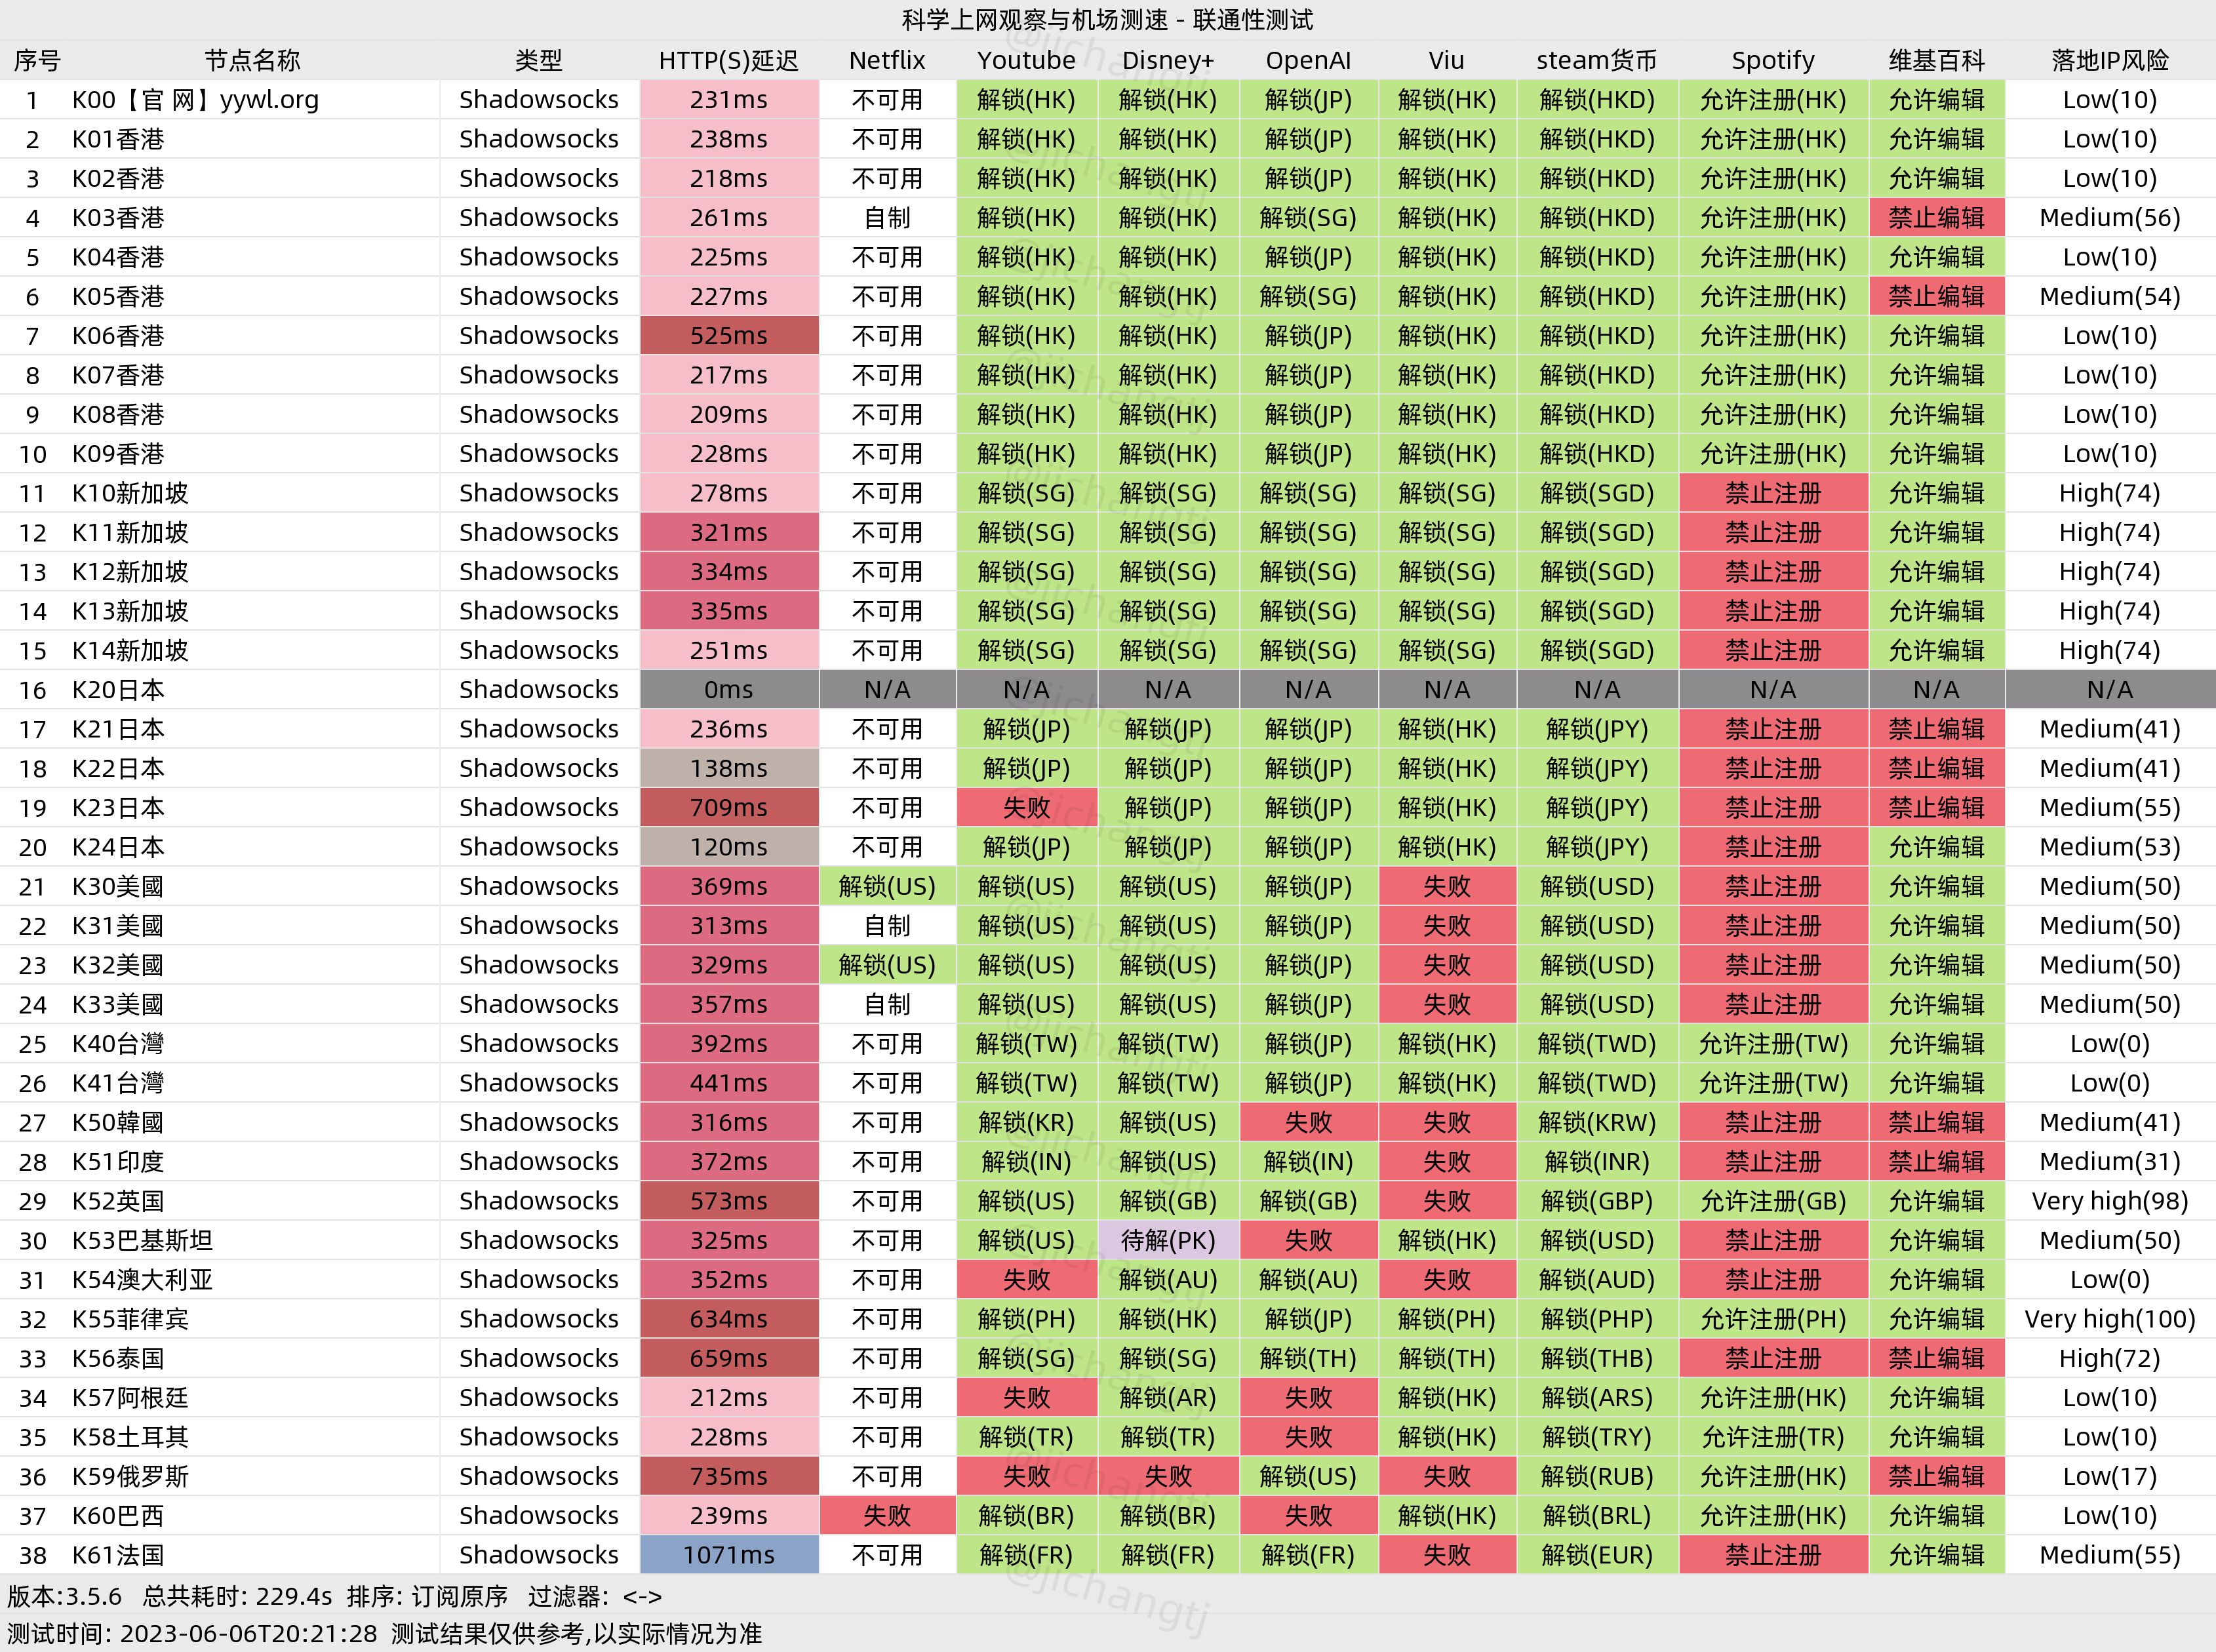 科学上网观察与机场测速 - 联通性测试
序号 节点名称 类型 HTTP(S)延迟 Netflix Youtube Disney+ OpenAI Viu steam货币 Spotify 维基百科 落地IP风险
1 K00【官 网】yywl.org Shadowsocks 231ms 不可用 解锁(HK) 解锁(HK) 解锁(JP) 解锁(HK) 解锁(HKD) 允许注册(HK) 允许编辑 Low(10)
2 K01香港 Shadowsocks 238ms 不可用 解锁(HK) 解锁(HK) 解锁(JP) 解锁(HK) 解锁(HKD) 允许注册(HK) 允许编辑 Low(10)
3 K02香港 Shadowsocks 218ms 不可用 解锁(HK) 解锁(HK) 解锁(JP) 解锁(HK) 解锁(HKD) 允许注册(HK) 允许编辑 Low(10)
4 K03香港 Shadowsocks 261ms 自制 解锁(HK) 解锁(HK) 解锁(SG) 解锁(HK) 解锁(HKD) 允许注册(HK) 禁止编辑 Medium(56)
5 K04香港 Shadowsocks 225ms 不可用 解锁(HK) 解锁(HK) 解锁(JP) 解锁(HK) 解锁(HKD) 允许注册(HK) 允许编辑 Low(10)
6 K05香港 Shadowsocks 227ms 不可用 解锁(HK) 解锁(HK) 解锁(SG) 解锁(HK) 解锁(HKD) 允许注册(HK) 禁止编辑 Medium(54)
7 K06香港 Shadowsocks 525ms 不可用 解锁(HK) 解锁(HK) 解锁(JP) 解锁(HK) 解锁(HKD) 允许注册(HK) 允许编辑 Low(10)
8 K07香港 Shadowsocks 217ms 不可用 解锁(HK) 解锁(HK) 解锁(JP) 解锁(HK) 解锁(HKD) 允许注册(HK) 允许编辑 Low(10)
9 K08香港 Shadowsocks 209ms 不可用 解锁(HK) 解锁(HK) 解锁(JP) 解锁(HK) 解锁(HKD) 允许注册(HK) 允许编辑 Low(10)
10 K09香港 Shadowsocks 228ms 不可用 解锁(HK) 解锁(HK) 解锁(JP) 解锁(HK) 解锁(HKD) 允许注册(HK) 允许编辑 Low(10)
11 K10新加坡 Shadowsocks 278ms 不可用 解锁(SG) 解锁(SG) 解锁(SG) 解锁(SG) 解锁(SGD) 禁止注册 允许编辑 High(74)
12 K11新加坡 Shadowsocks 321ms 不可用 解锁(SG) 解锁(SG) 解锁(SG) 解锁(SG) 解锁(SGD) 禁止注册 允许编辑 High(74)
13 K12新加坡 Shadowsocks 334ms 不可用 解锁(SG) 解锁(SG) 解锁(SG) 解锁(SG) 解锁(SGD) 禁止注册 允许编辑 High(74)
14 K13新加坡 Shadowsocks 335ms 不可用 解锁(SG) 解锁(SG) 解锁(SG) 解锁(SG) 解锁(SGD) 禁止注册 允许编辑 High(74)
15 K14新加坡 Shadowsocks 251ms 不可用 解锁(SG) 解锁(SG) 解锁(SG) 解锁(SG) 解锁(SGD) 禁止注册 允许编辑 High(74)
16 K20日本 Shadowsocks 0ms N/A N/A N/A N/A N/A N/A N/A N/A N/A
17 K21日本 Shadowsocks 236ms 不可用 解锁(JP) 解锁(JP) 解锁(JP) 解锁(HK) 解锁(JPY) 禁止注册 禁止编辑 Medium(41)
18 K22日本 Shadowsocks 138ms 不可用 解锁(JP) 解锁(JP) 解锁(JP) 解锁(HK) 解锁(JPY) 禁止注册 禁止编辑 Medium(41)
19 K23日本 Shadowsocks 709ms 不可用 失败 解锁(JP) 解锁(JP) 解锁(HK) 解锁(JPY) 禁止注册 禁止编辑 Medium(55)
20 K24日本 Shadowsocks 120ms 不可用 解锁(JP) 解锁(JP) 解锁(JP) 解锁(HK) 解锁(JPY) 禁止注册 允许编辑 Medium(53)
21 K30美國 Shadowsocks 369ms 解锁(US) 解锁(US) 解锁(US) 解锁(JP) 失败 解锁(USD) 禁止注册 允许编辑 Medium(50)
22 K31美國 Shadowsocks 313ms 自制 解锁(US) 解锁(US) 解锁(JP) 失败 解锁(USD) 禁止注册 允许编辑 Medium(50)
23 K32美國 Shadowsocks 329ms 解锁(US) 解锁(US) 解锁(US) 解锁(JP) 失败 解锁(USD) 禁止注册 允许编辑 Medium(50)
24 K33美國 Shadowsocks 357ms 自制 解锁(US) 解锁(US) 解锁(JP) 失败 解锁(USD) 禁止注册 允许编辑 Medium(50)
25 K40台灣 Shadowsocks 392ms 不可用 解锁(TW) 解锁(TW) 解锁(JP) 解锁(HK) 解锁(TWD) 允许注册(TW) 允许编辑 Low(0)
26 K41台灣 Shadowsocks 441ms 不可用 解锁(TW) 解锁(TW) 解锁(JP) 解锁(HK) 解锁(TWD) 允许注册(TW) 允许编辑 Low(0)
27 K50韓國 Shadowsocks 316ms 不可用 解锁(KR) 解锁(US) 失败 失败 解锁(KRW) 禁止注册 禁止编辑 Medium(41)
28 K51印度 Shadowsocks 372ms 不可用 解锁(IN) 解锁(US) 解锁(IN) 失败 解锁(INR) 禁止注册 禁止编辑 Medium(31)
29 K52英国 Shadowsocks 573ms 不可用 解锁(US) 解锁(GB) 解锁(GB) 失败 解锁(GBP) 允许注册(GB) 允许编辑 Very high(98)
30 K53巴基斯坦 Shadowsocks 325ms 不可用 解锁(US) 待解(PK) 失败 解锁(HK) 解锁(USD) 禁止注册 允许编辑 Medium(50)
31 K54澳大利亚 Shadowsocks 352ms 不可用 失败 解锁(AU) 解锁(AU) 失败 解锁(AUD) 禁止注册 允许编辑 Low(0)
32 K55菲律宾 Shadowsocks 634ms 不可用 解锁(PH) 解锁(HK) 解锁(JP) 解锁(PH) 解锁(PHP) 允许注册(PH) 允许编辑 Very high(100)
33 K56泰国 Shadowsocks 659ms 不可用 解锁(SG) 解锁(SG) 解锁(TH) 解锁(TH) 解锁(THB) 禁止注册 禁止编辑 High(72)
34 K57阿根廷 Shadowsocks 212ms 不可用 失败 解锁(AR) 失败 解锁(HK) 解锁(ARS) 允许注册(HK) 允许编辑 Low(10)
35 K58土耳其 Shadowsocks 228ms 不可用 解锁(TR) 解锁(TR) 失败 解锁(HK) 解锁(TRY) 允许注册(TR) 允许编辑 Low(10)
36 K59俄罗斯 Shadowsocks 735ms 不可用 失败 失败 解锁(US) 失败 解锁(RUB) 允许注册(HK) 禁止编辑 Low(17)
37 K60巴西 Shadowsocks 239ms 失败 解锁(BR) 解锁(BR) 失败 解锁(HK) 解锁(BRL) 允许注册(HK) 允许编辑 Low(10)
38 K61法国 Shadowsocks 1071ms 不可用 解锁(FR) 解锁(FR) 解锁(FR) 失败 解锁(EUR) 禁止注册 允许编辑 Medium(55)
版本:3.5.6 总共耗时: 229.4s 排序: 订阅原序 过滤器: <->
测试时间: 2023-06-06T20:21:28 测试结果仅供参考,以实际情况为准
@jichangtj